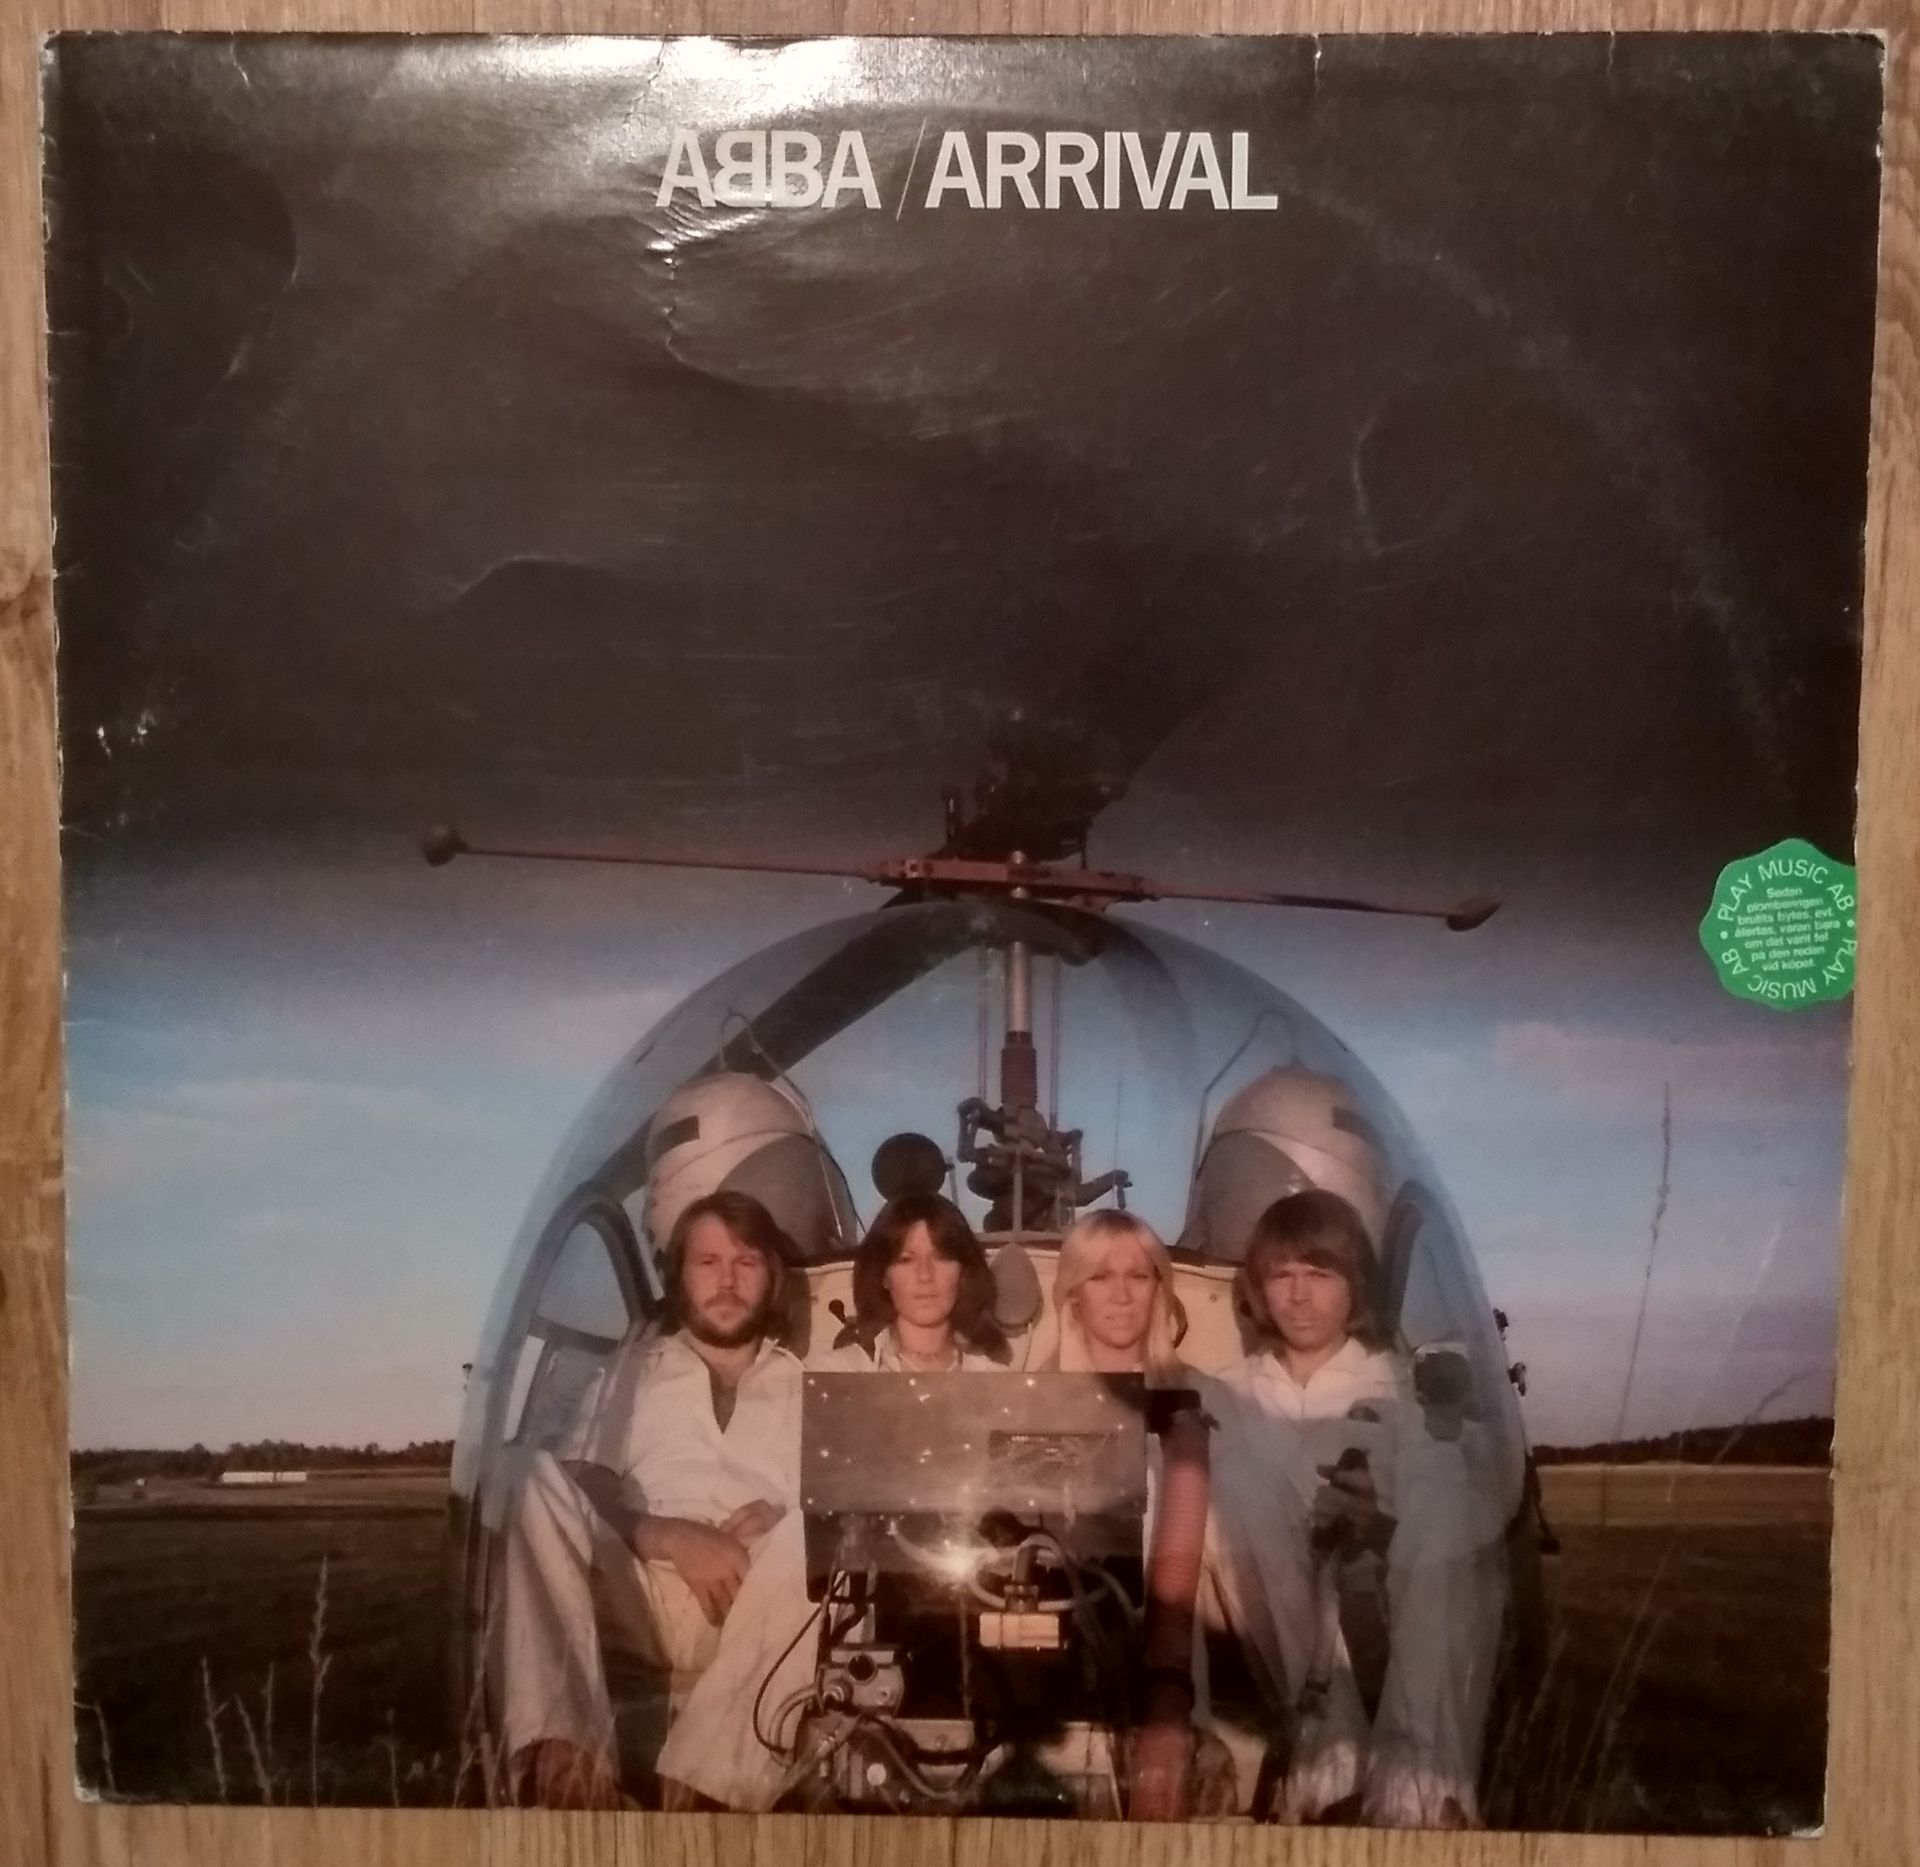 AᗺBA / ARRIVAL
PLAY MUSIC AB • PLAY MUSIC AB •
Sedan
plomberingen
brutits bytes, evt.
återtas, varan bara
om det varit fel
på den redan
vid köpet.